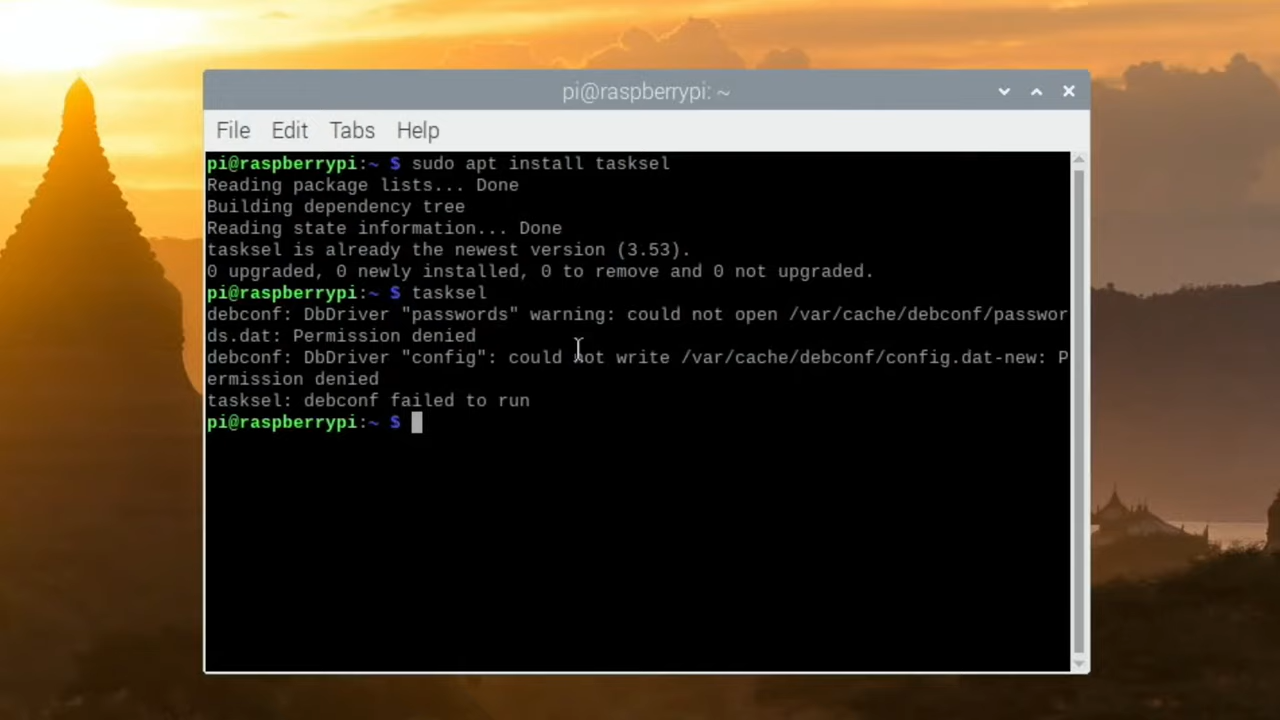 pi@raspberrypi: ~
File Edit Tabs Help
pi@raspberrypi:~ $ sudo apt install tasksel
Reading package lists... Done
Building dependency tree
Reading state information... Done
tasksel is already the newest version (3.53).
0 upgraded, 0 newly installed, 0 to remove and 0 not upgraded.
pi@raspberrypi:~ $ tasksel
debconf: DbDriver "passwords" warning: could not open /var/cache/debconf/passwor
ds.dat: Permission denied
debconf: DbDriver "config": could not write /var/cache/debconf/config.dat-new: P
ermission denied
tasksel: debconf failed to run
pi@raspberrypi:~ $